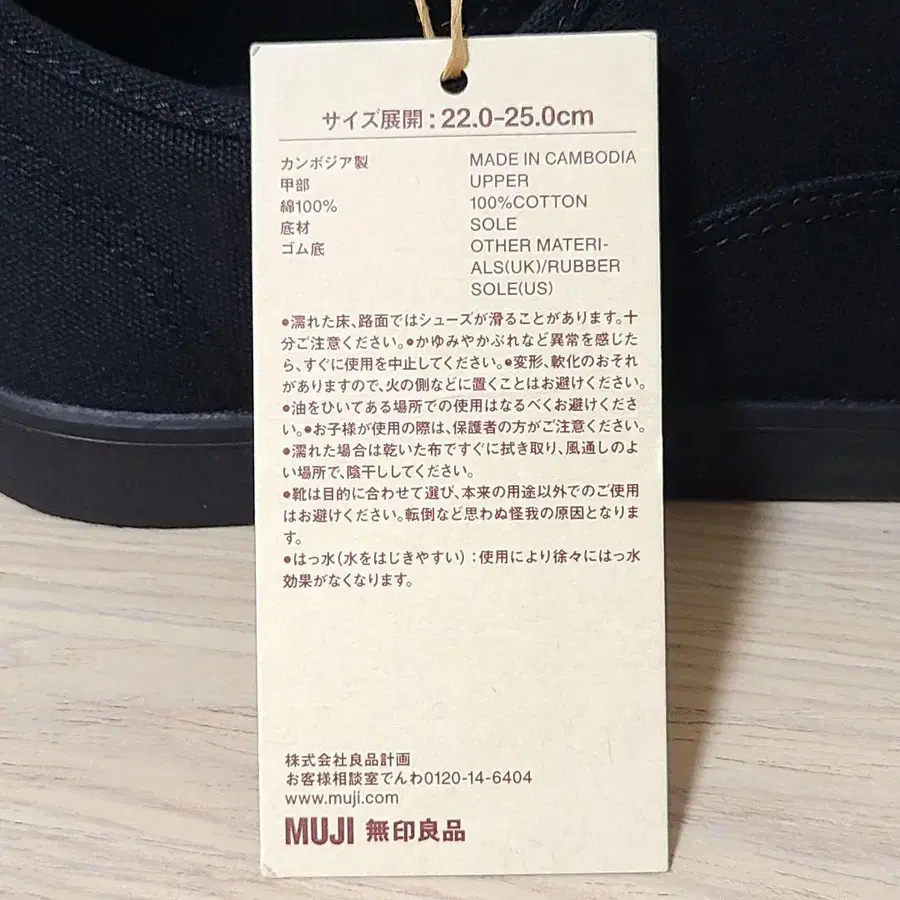 サイズ展開:22.0-25.0cm
カンボジア製
甲部
綿100%
底材
ゴム底
MADE IN CAMBODIA
UPPER
100%COTTON
SOLE
OTHER MATERI-
ALS(UK)/RUBBER
SOLE(US)
●濡れた床、路面ではシューズが滑ることがあります。十
分ご注意ください。●かゆみやかぶれなど異常を感じた
ら、すぐに使用を中止してください。●変形、軟化のおそれ
がありますので、火の側などに置くことはお避けください。
●油をひいてある場所での使用はなるべくお避けくださ
い。●お子様が使用の際は、保護者の方がご注意ください。
●濡れた場合は乾いた布ですぐに拭き取り、風通しのよ
い場所で、陰干ししてください。
●靴は目的に合わせて選び、本来の用途以外でのご使用
はお避けください。転倒など思わぬ怪我の原因となりま
す。
●はっ水(水をはじきやすい):使用により徐々にはっ水
効果がなくなります。
株式会社良品計画
お客様相談室でんわ0120-14-6404
www.muji.com
MUJI 無印良品